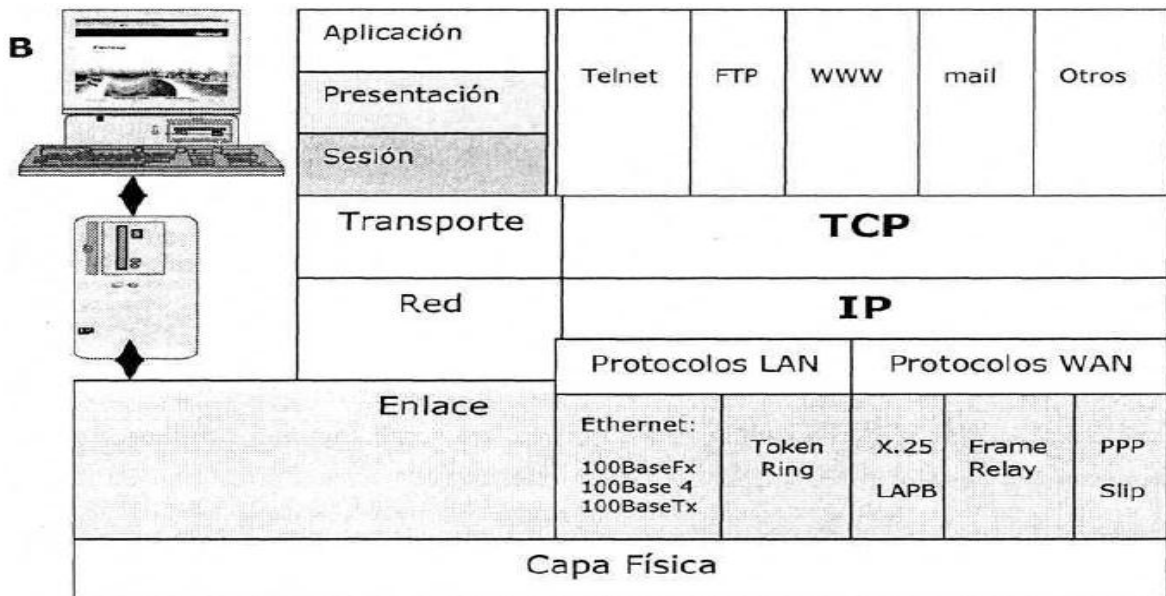 B
Aplicación
Presentación
Sesión
Telnet
FTP
WWW
mail
Otros
Transporte
TCP
Red
IP
Protocolos LAN
Protocolos WAN
Enlace
Ethernet:
100BaseFx
100Base 4
100BaseTx
Token
Ring
X.25
LAPB
Frame
Relay
PPP
Slip
Capa Física